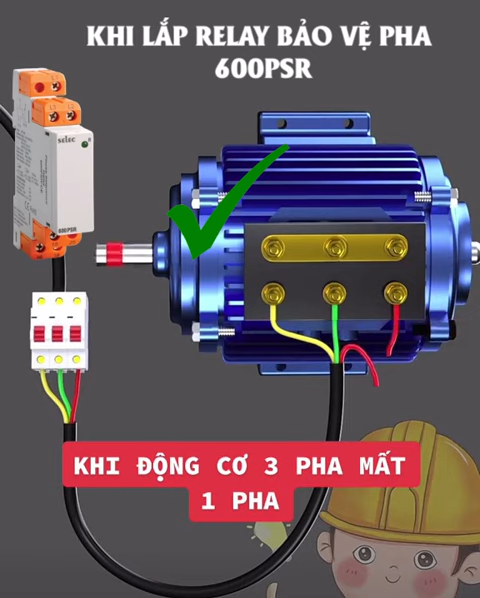 KHI LẮP RELAY BẢO VỆ PHA
600PSR
selec
600PSR
KHI ĐỘNG CƠ 3 PHA MẤT
1 PHA